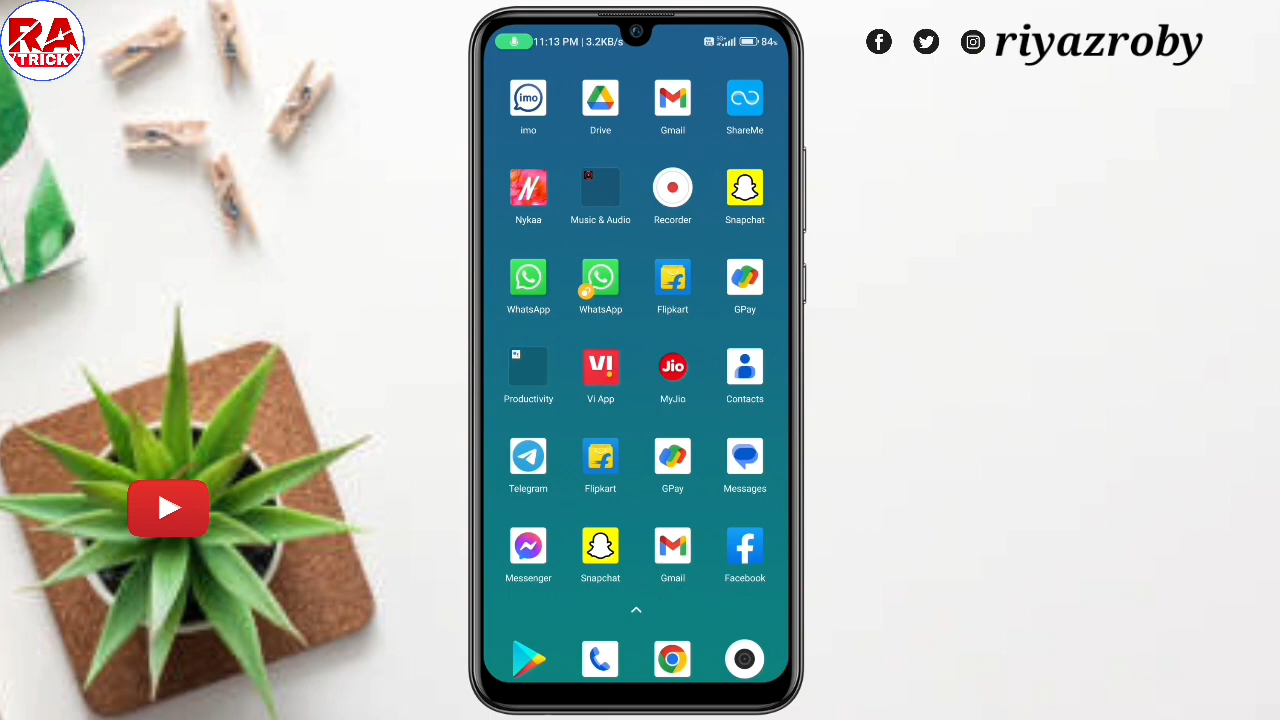 RA
TRICK
11:13 PM | 3.2KB/s
84%
riyazroby
imo
imo Drive Gmail ShareMe
Nykaa Music & Audio Recorder Snapchat
WhatsApp WhatsApp Flipkart GPay
VI
Jio
Productivity Vi App MyJio Contacts
Telegram Flipkart GPay Messages
Messenger Snapchat Gmail Facebook